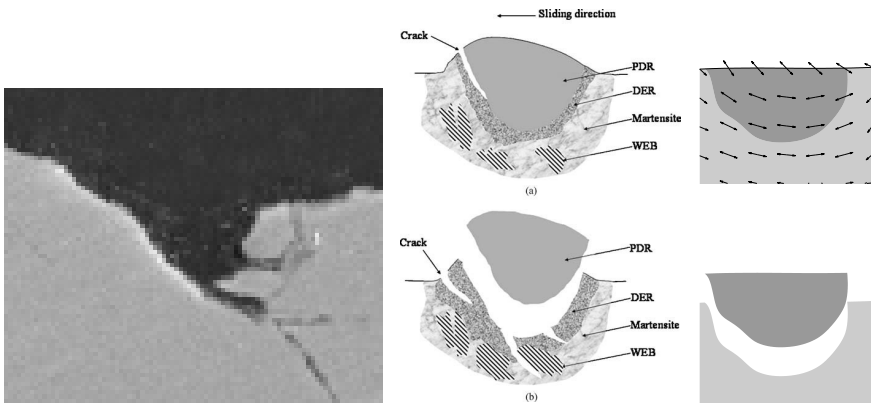 Sliding direction
Crack
PDR
DER
Martensite
WEB
(a)
Crack
PDR
DER
Martensite
WEB
(b)